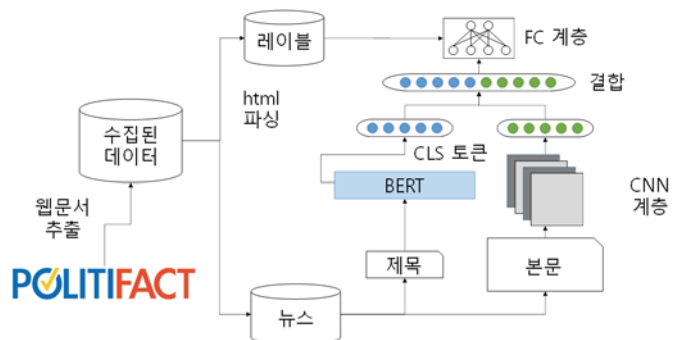 레이블
FC 계층
결합
html
파싱
수집된
데이터
CLS 토큰
BERT
CNN
계층
웹문서
추출
POLITIFACT
제목
본문
뉴스